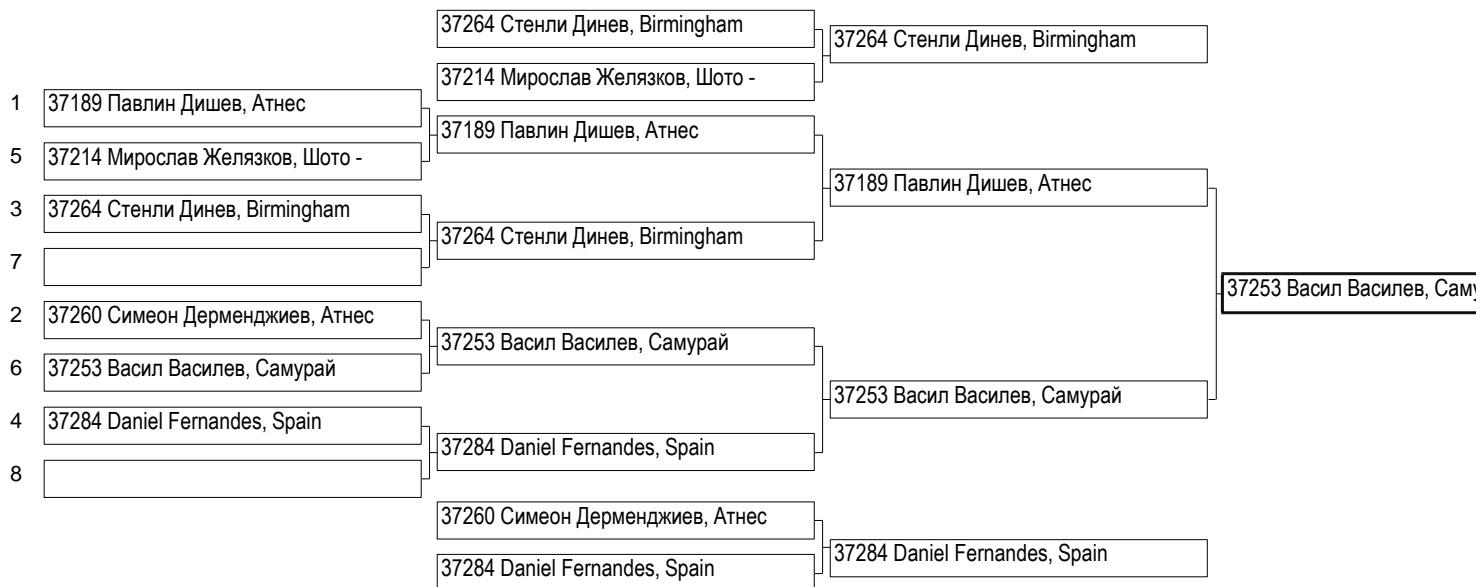 37264 Стенли Динев, Birmingham
37264 Стенли Динев, Birmingham
37214 Мирослав Желязков, Шото -
1 37189 Павлин Дишев, Атнес
37189 Павлин Дишев, Атнес
5 37214 Мирослав Желязков, Шото -
37189 Павлин Дишев, Атнес
3 37264 Стенли Динев, Birmingham
37264 Стенли Динев, Birmingham
7
37253 Васил Василев, Саму
2 37260 Симеон Дерменджиев, Атнес
37253 Васил Василев, Самурай
6 37253 Васил Василев, Самурай
37253 Васил Василев, Самурай
4 37284 Daniel Fernandes, Spain
37284 Daniel Fernandes, Spain
8
37260 Симеон Дерменджиев, Атнес
37284 Daniel Fernandes, Spain
37284 Daniel Fernandes, Spain